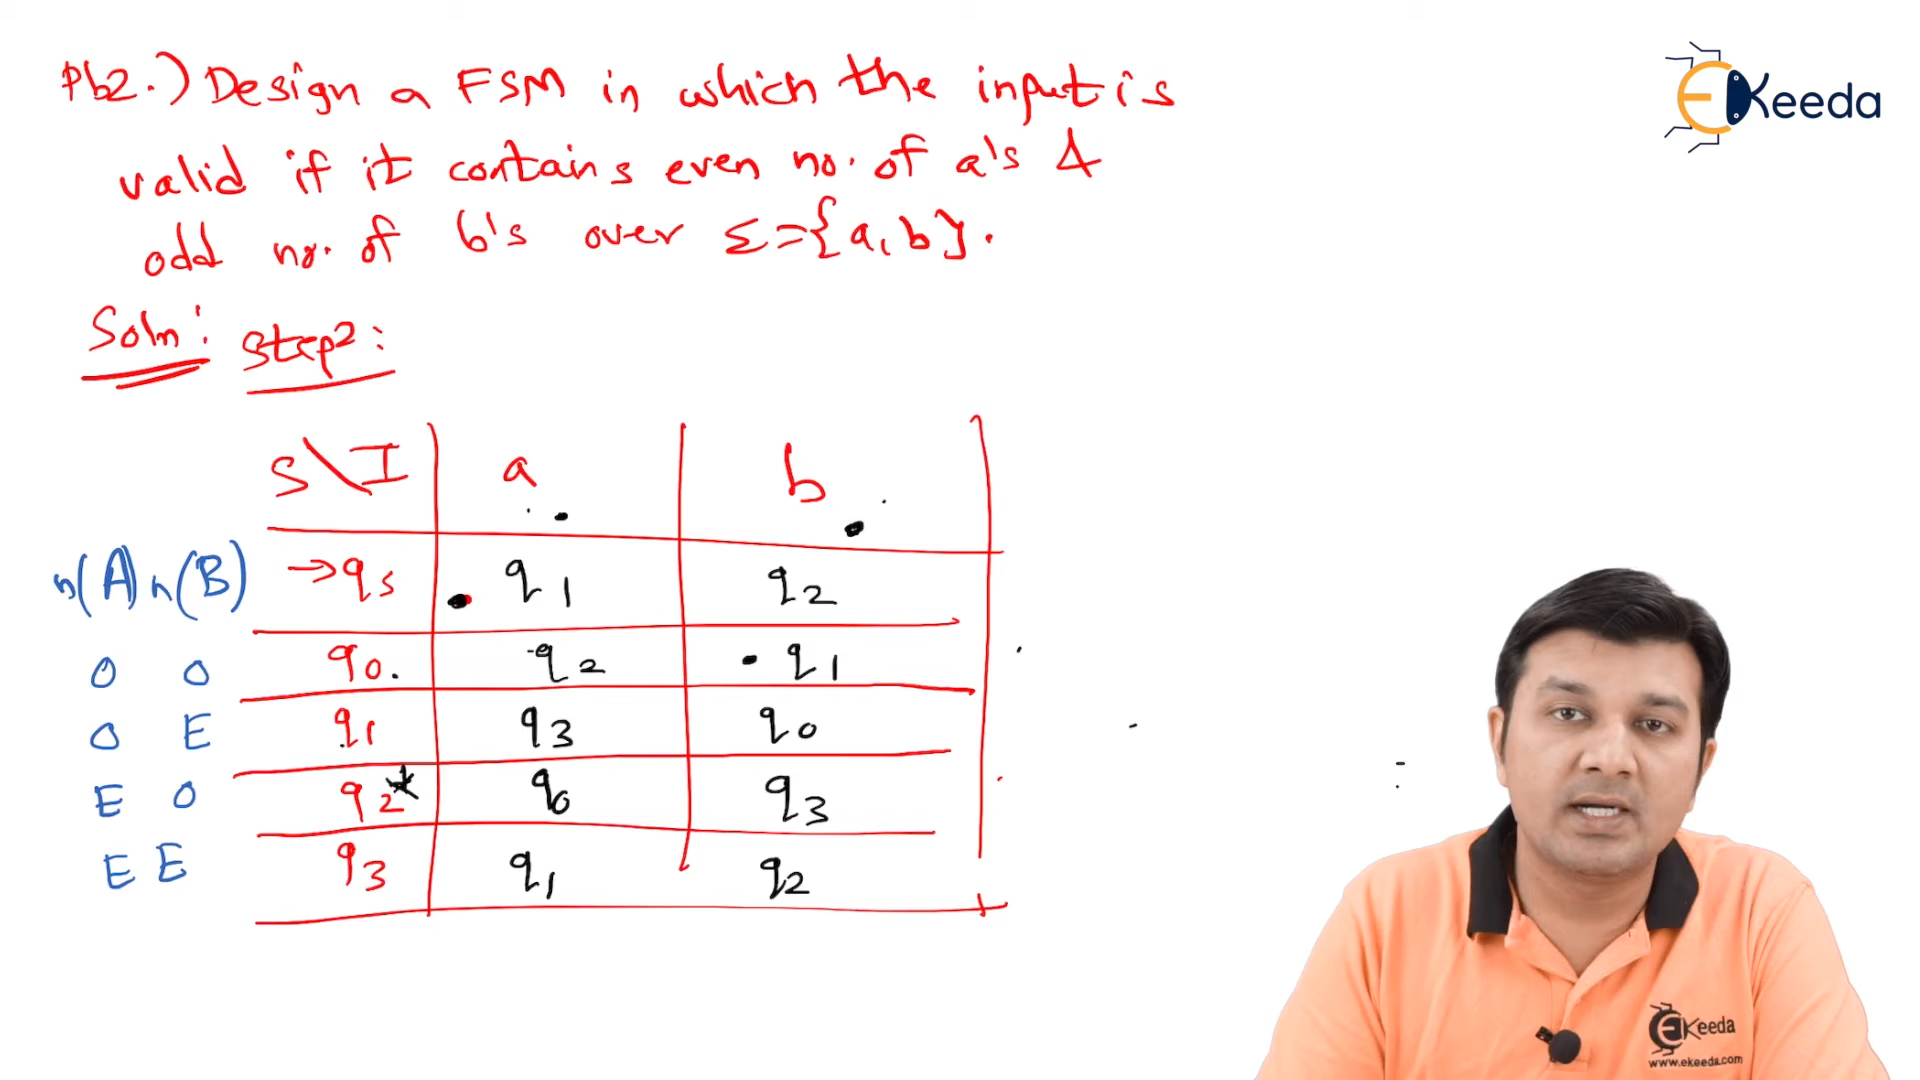 Pb2.) Design a FSM in which the input is
EKeeda
valid if it contains even no. of a's &
odd no. of b's over Σ={a,b}.
Soln: Step2:
S\I a b
n(A) n(B) →qs q1 q2
O O q0. q2 q1
O E q1 q3 q0
E O q2* q0 q3
E E q3 q1 q2
EKeeda
www.ekeeda.com